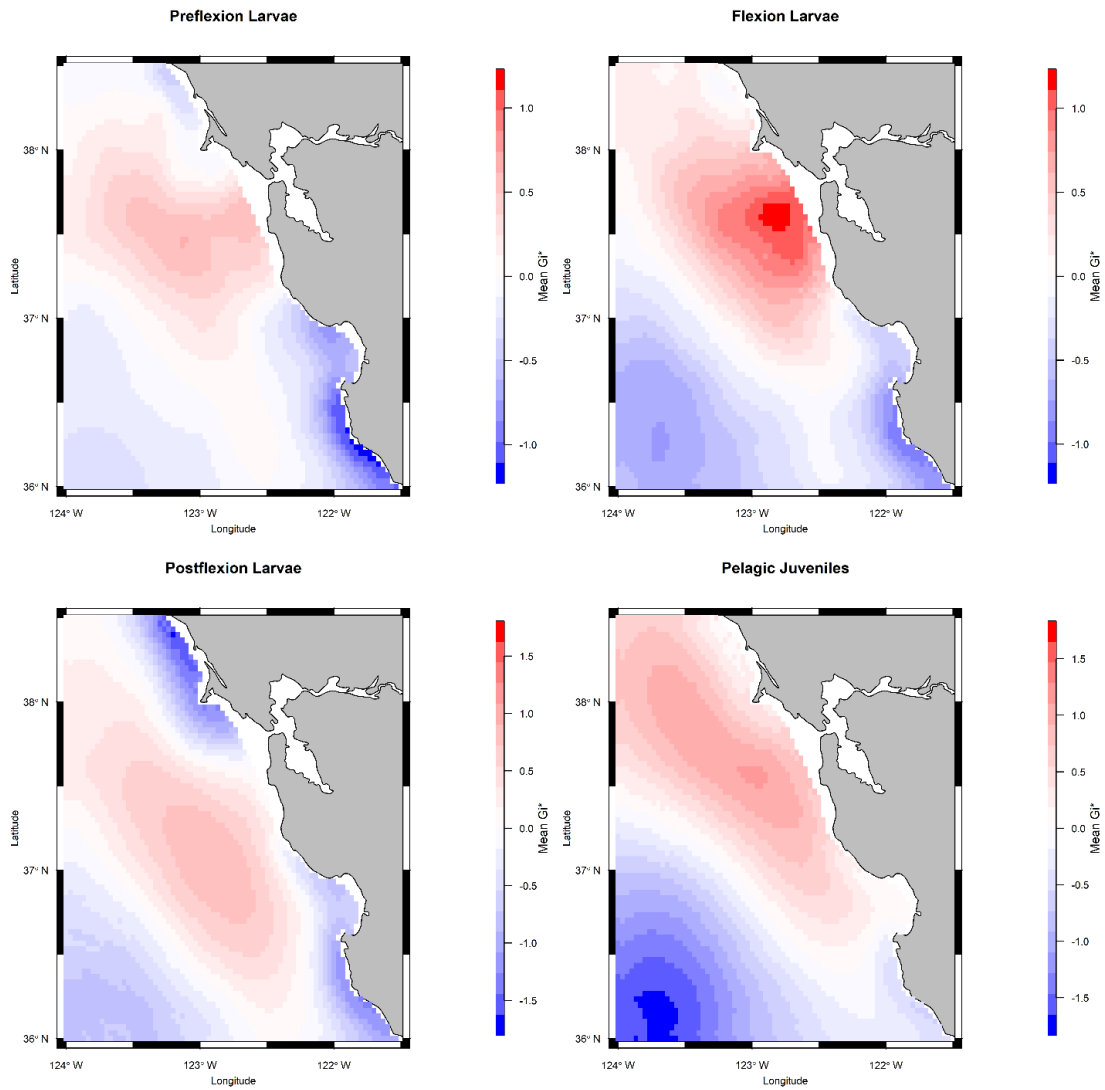 Preflexion Larvae
38° N
37° N
36° N
124° W
123° W
122° W
Latitude
Longitude
1.0
0.5
0.0
-0.5
-1.0
Mean Gi*
Flexion Larvae
38° N
37° N
36° N
124° W
123° W
122° W
Latitude
Longitude
1.0
0.5
0.0
-0.5
-1.0
Mean Gi*
Postflexion Larvae
38° N
37° N
36° N
124° W
123° W
122° W
Latitude
Longitude
1.5
1.0
0.5
0.0
-0.5
-1.0
-1.5
Mean Gi*
Pelagic Juveniles
38° N
37° N
36° N
124° W
123° W
122° W
Latitude
Longitude
1.5
1.0
0.5
0.0
-0.5
-1.0
-1.5
Mean Gi*